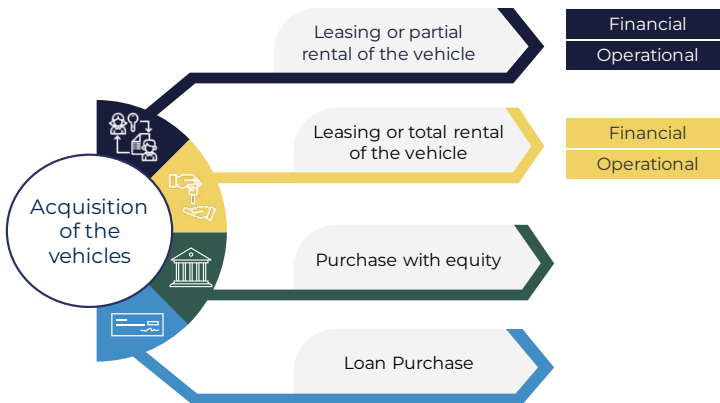 Leasing or partial
rental of the vehicle
Financial
Operational
Leasing or total rental
of the vehicle
Financial
Operational
Acquisition
of the
vehicles
Purchase with equity
Loan Purchase